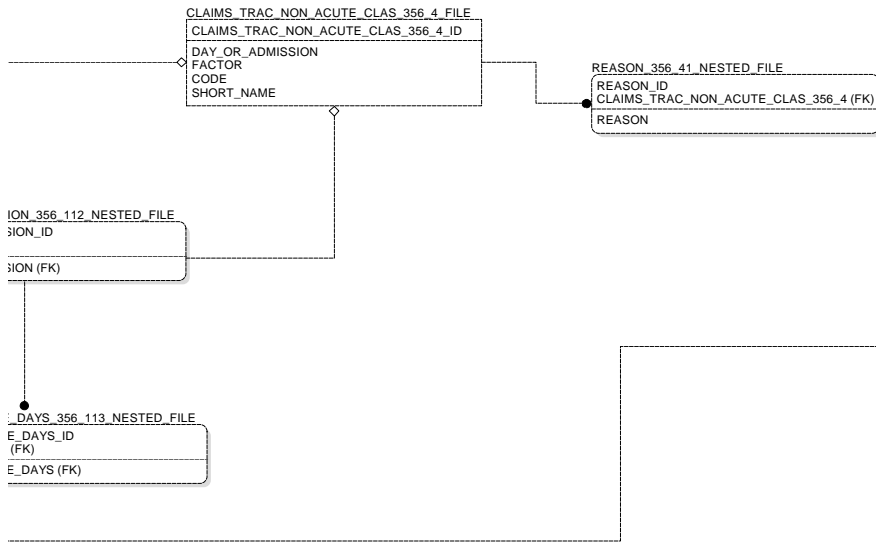 CLAIMS_TRAC_NON_ACUTE_CLAS_356_4_FILE
CLAIMS_TRAC_NON_ACUTE_CLAS_356_4_ID
DAY_OR_ADMISSION
FACTOR
CODE
SHORT_NAME
REASON_356_41_NESTED_FILE
REASON_ID
CLAIMS_TRAC_NON_ACUTE_CLAS_356_4 (FK)
REASON
ION_356_112_NESTED_FILE
SION_ID
SION (FK)
_DAYS_356_113_NESTED_FILE
E_DAYS_ID
(FK)
E_DAYS (FK)